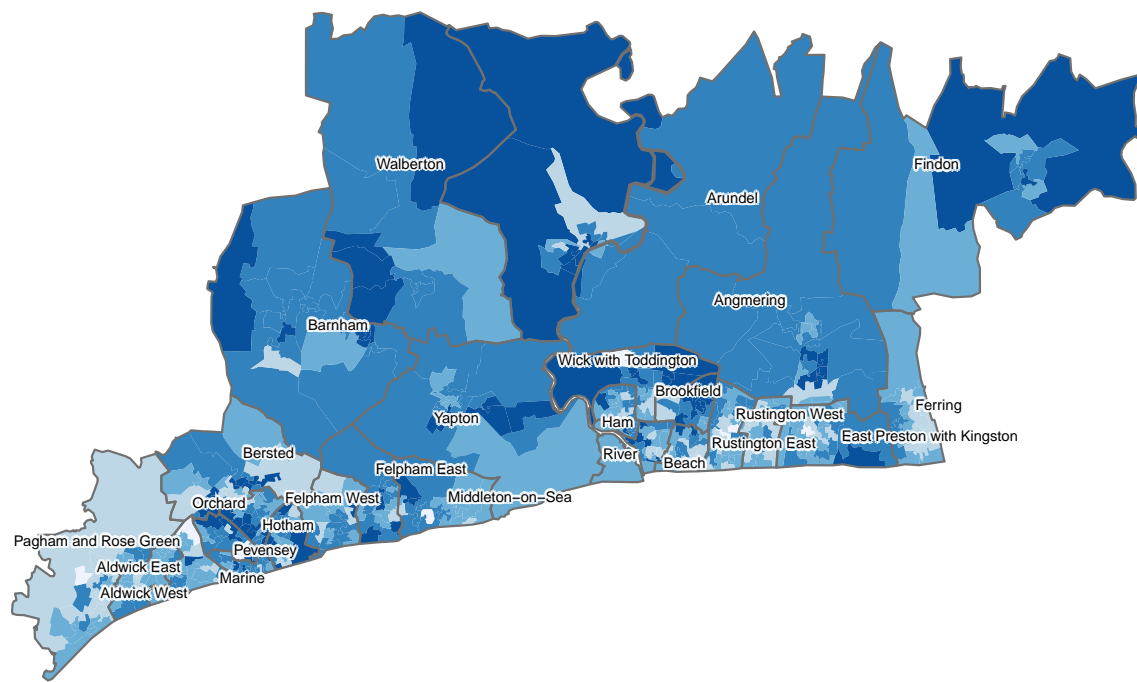 Walberton
Findon
Arundel
Angmering
Barnham
Wick with Toddington
Brookfield
Ferring
Rustington West
Yapton
Ham
East Preston with Kingston
Rustington East
Bersted
River
Beach
Felpham East
Orchard
Felpham West
Middleton−on−Sea
Hotham
Pagham and Rose Green
Pevensey
Aldwick East
Marine
Aldwick West